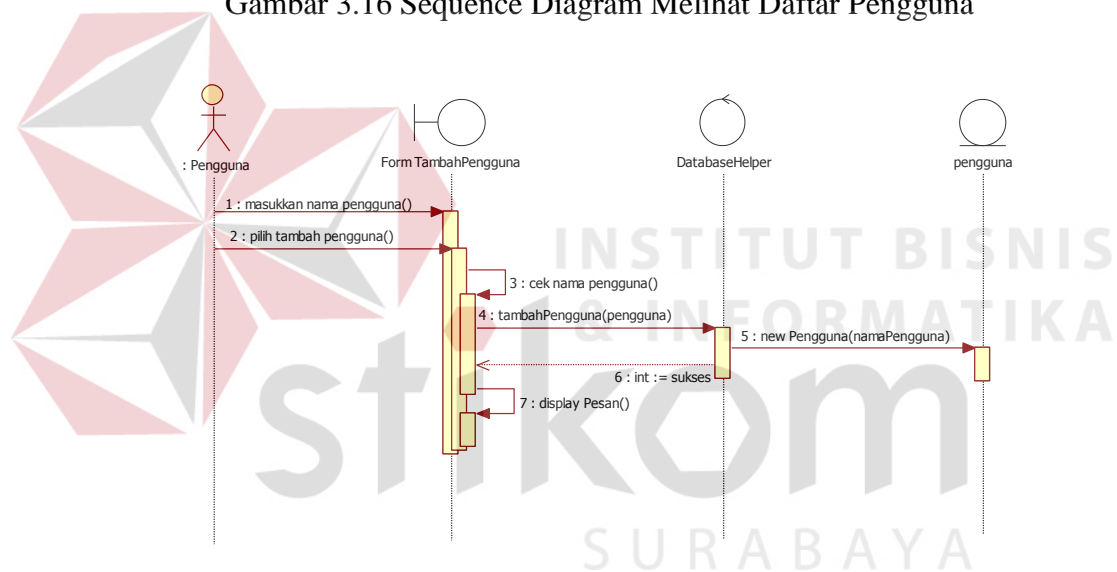 Gambar 3.16 Sequence Diagram Melihat Daftar Pengguna
: Pengguna
Form TambahPengguna
DatabaseHelper
pengguna
1 : masukkan nama pengguna()
2 : pilih tambah pengguna()
3 : cek nama pengguna()
4 : tambahPengguna(pengguna)
5 : new Pengguna(namaPengguna)
6 : int := sukses
7 : display Pesan()
INSTITUT BISNIS
& INFORMATIKA
stikom
SURABAYA